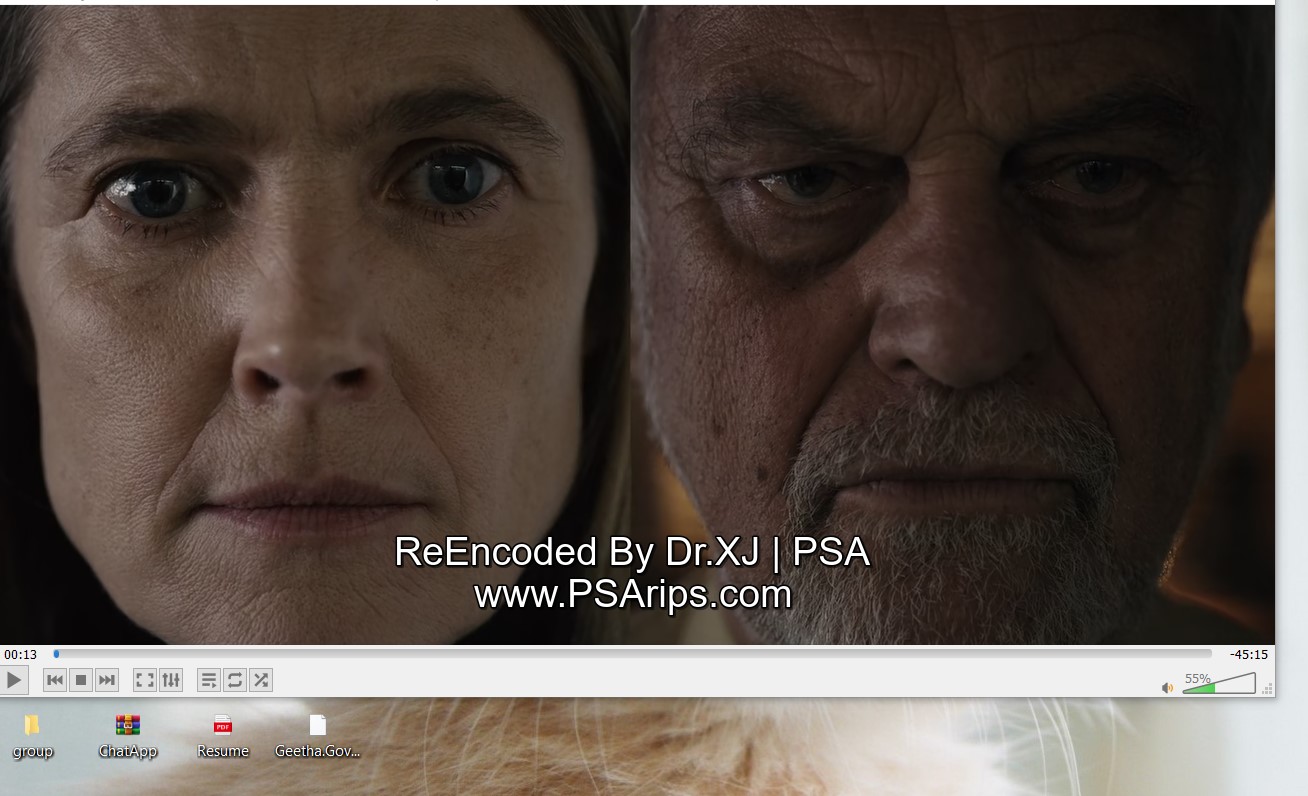 ReEncoded By Dr.XJ | PSA
www.PSArips.com
00:13
-45:15
55%
PDF
group
ChatApp
Resume
Geetha.Gov...